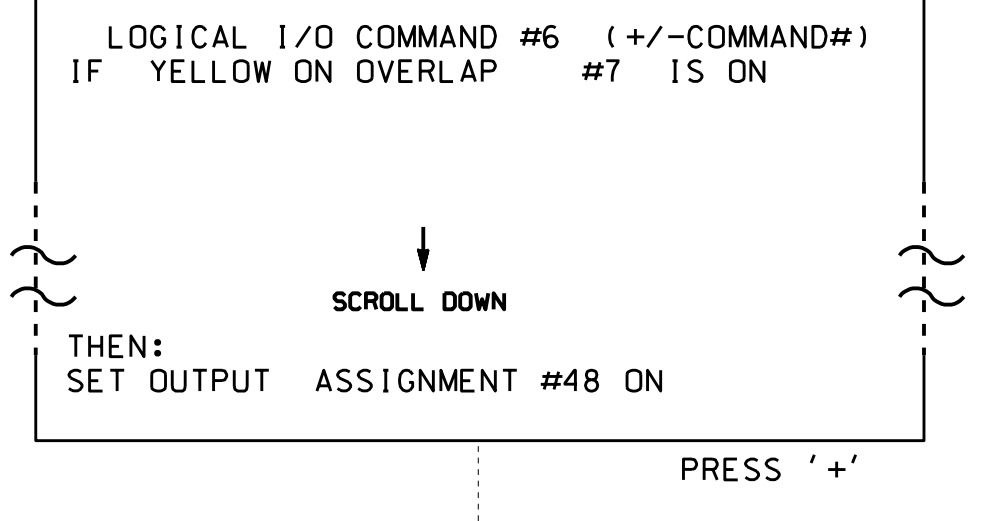 LOGICAL I/O COMMAND #6 (+/-COMMAND#)
IF YELLOW ON OVERLAP #7 IS ON
SCROLL DOWN
THEN:
SET OUTPUT ASSIGNMENT #48 ON
PRESS '+'